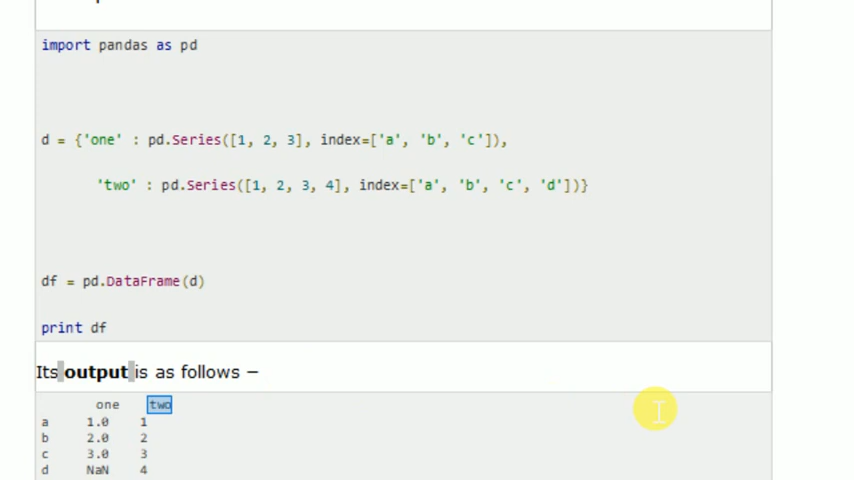 import pandas as pd
d = {'one' : pd.Series([1, 2, 3], index=['a', 'b', 'c']),
'two' : pd.Series([1, 2, 3, 4], index=['a', 'b', 'c', 'd'])}
df = pd.DataFrame(d)
print df
Its output is as follows −
one two
a 1.0 1
b 2.0 2
c 3.0 3
d NaN 4